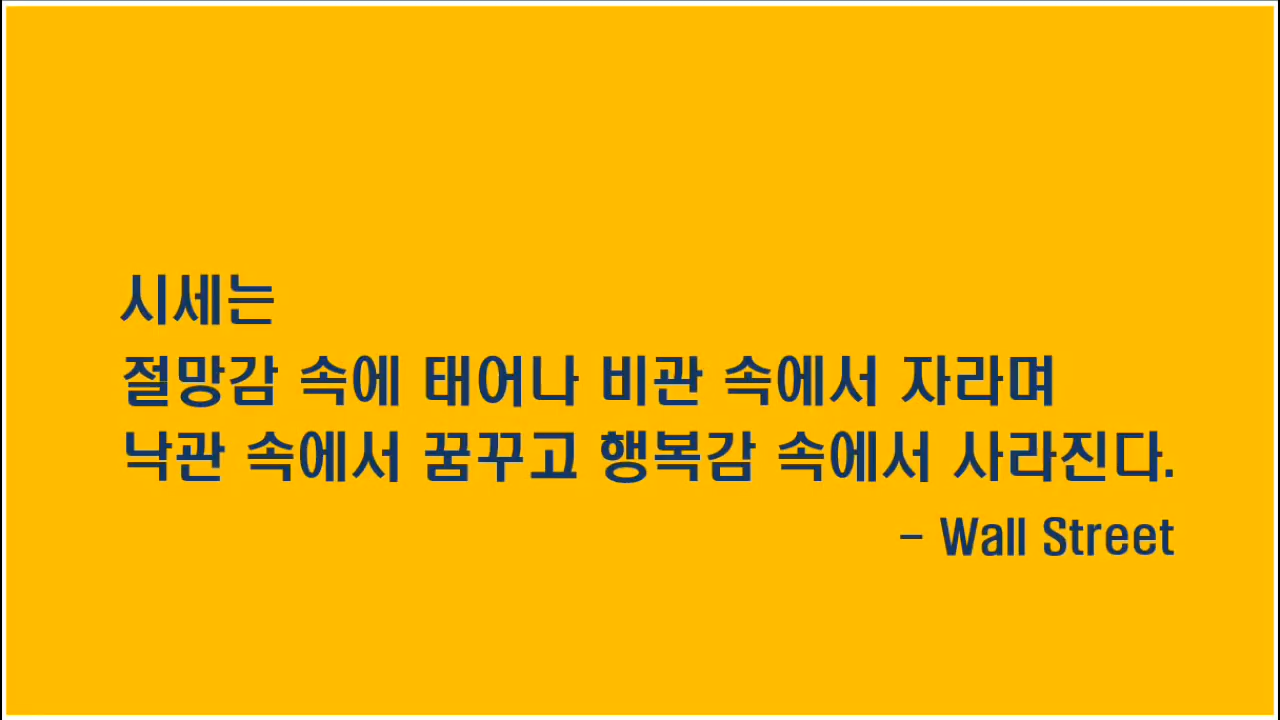 시세는
절망감 속에 태어나 비관 속에서 자라며
낙관 속에서 꿈꾸고 행복감 속에서 사라진다.
- Wall Street